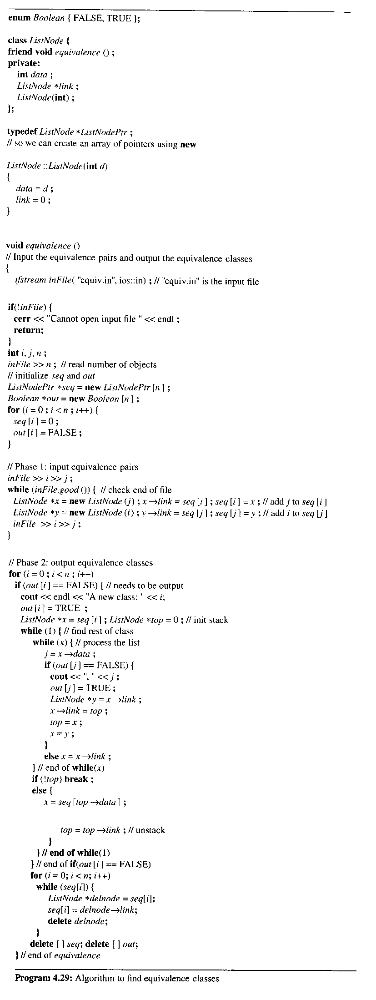 enum Boolean { FALSE, TRUE };
class ListNode {
friend void equivalence () ;
private:
int data ;
ListNode *link ;
ListNode(int) ;
};
typedef ListNode *ListNodePtr ;
// so we can create an array of pointers using new
ListNode ::ListNode(int d)
{
data = d ;
link = 0 ;
}
void equivalence ()
// Input the equivalence pairs and output the equivalence classes
{
ifstream inFile( "equiv.in", ios::in) ; // "equiv.in" is the input file
if(!inFile) {
cerr << "Cannot open input file " << endl ;
return;
}
int i, j, n ;
inFile >> n ; // read number of objects
// initialize seq and out
ListNodePtr *seq = new ListNodePtr [n ] ;
Boolean *out = new Boolean [n ] ;
for (i = 0 ; i < n ; i++) {
seq [i ] = 0 ;
out [i ] = FALSE ;
}
// Phase 1: input equivalence pairs
inFile >> i >> j ;
while (inFile.good ()) { // check end of file
ListNode *x = new ListNode (j) ; x →link = seq [i ] ; seq [i ] = x ; // add j to seq [i ]
ListNode *y = new ListNode (i) ; y →link = seq [j ] ; seq [j ] = y ; // add i to seq [j ]
inFile >> i >> j ;
}
// Phase 2: output equivalence classes
for (i = 0 ; i < n ; i++)
if (out [i ] == FALSE) { // needs to be output
cout << endl << "A new class: " << i;
out [i ] = TRUE ;
ListNode *x = seq [i ] ; ListNode *top = 0 ; // init stack
while (1) { // find rest of class
while (x) { // process the list
j = x →data ;
if (out [j ] == FALSE) {
cout << ", " << j ;
out [j ] = TRUE ;
ListNode *y = x →link ;
x →link = top ;
top = x ;
x = y ;
}
else x = x →link ;
} // end of while(x)
if (!top) break ;
else {
x = seq [top →data ] ;
top = top →link ; // unstack
}
} // end of while(1)
} // end of if(out [i ] == FALSE)
for (i = 0; i < n; i++)
while (seq[i]) {
ListNode *delnode = seq[i];
seq[i] = delnode→link;
delete delnode;
}
delete [ ] seq; delete [ ] out;
} // end of equivalence
Program 4.29: Algorithm to find equivalence classes